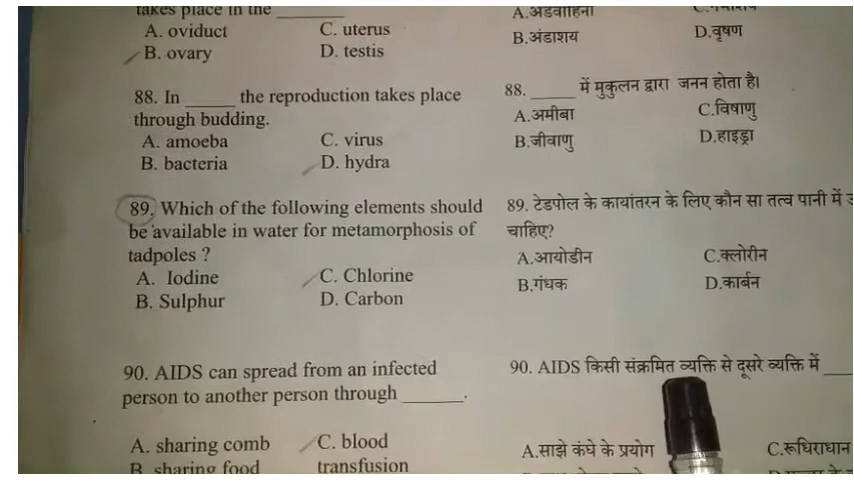 takes place in the ______
A. oviduct C. uterus
B. ovary D. testis
88. In _____ the reproduction takes place
through budding.
A. amoeba C. virus
B. bacteria D. hydra
89. Which of the following elements should
be available in water for metamorphosis of
tadpoles ?
A. Iodine C. Chlorine
B. Sulphur D. Carbon
90. AIDS can spread from an infected
person to another person through ______.
A. sharing comb C. blood
B. sharing food transfusion
A.अंडवाहिनी
B.अंडाशय D.वृषण
88. ____ में मुकुलन द्वारा जनन होता है।
A.अमीबा C.विषाणु
B.जीवाणु D.हाइड्रा
89. टेडपोल के कायांतरन के लिए कौन सा तत्व पानी में
चाहिए?
A.आयोडीन C.क्लोरीन
B.गंधक D.कार्बन
90. AIDS किसी संक्रमित व्यक्ति से दूसरे व्यक्ति में ___
A.साझे कंघे के प्रयोग C.रूधिराधान